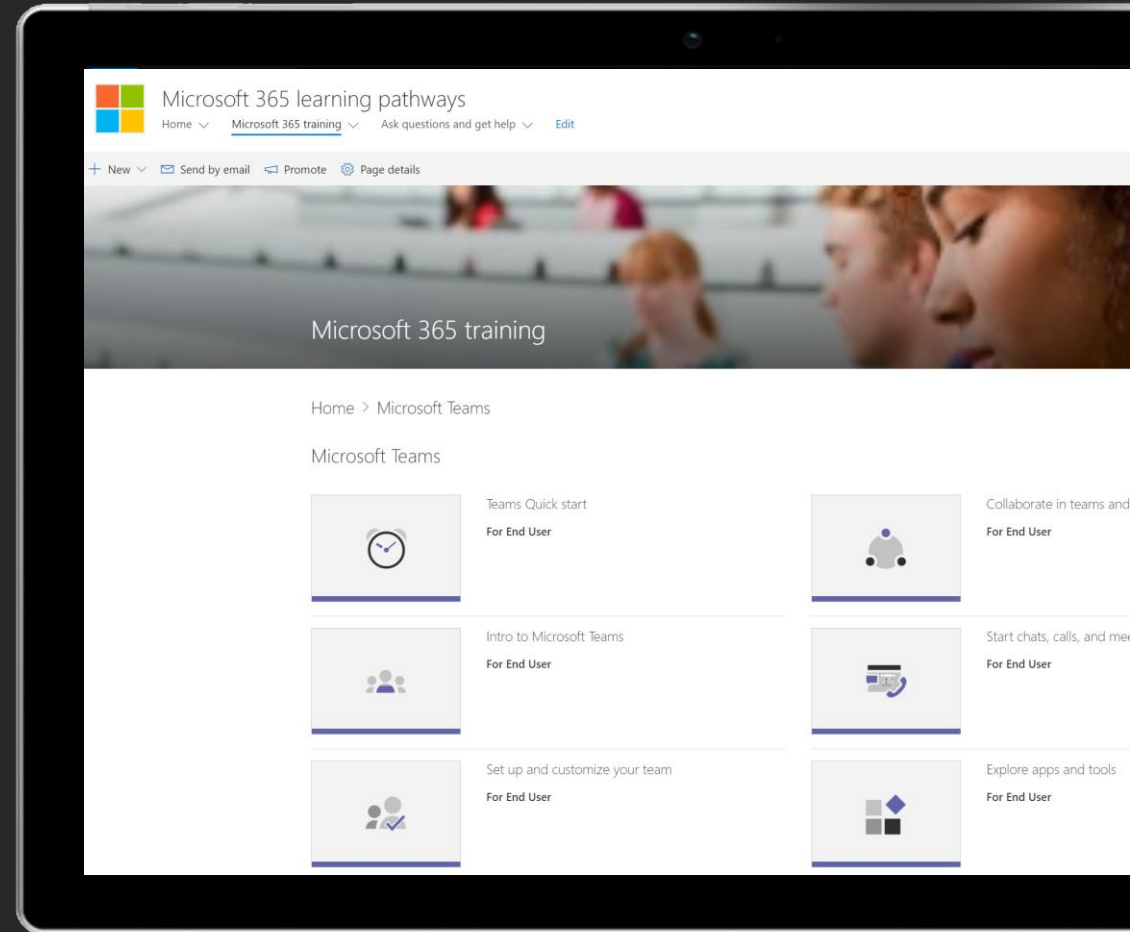 Microsoft 365 learning pathways
Home Microsoft 365 training Ask questions and get help Edit
+ New Send by email Promote Page details
Microsoft 365 training
Home > Microsoft Teams
Microsoft Teams
Teams Quick start
For End User
Collaborate in teams and
For End User
Intro to Microsoft Teams
For End User
Start chats, calls, and
For End User
Set up and customize your team
For End User
Explore apps and tools
For End User